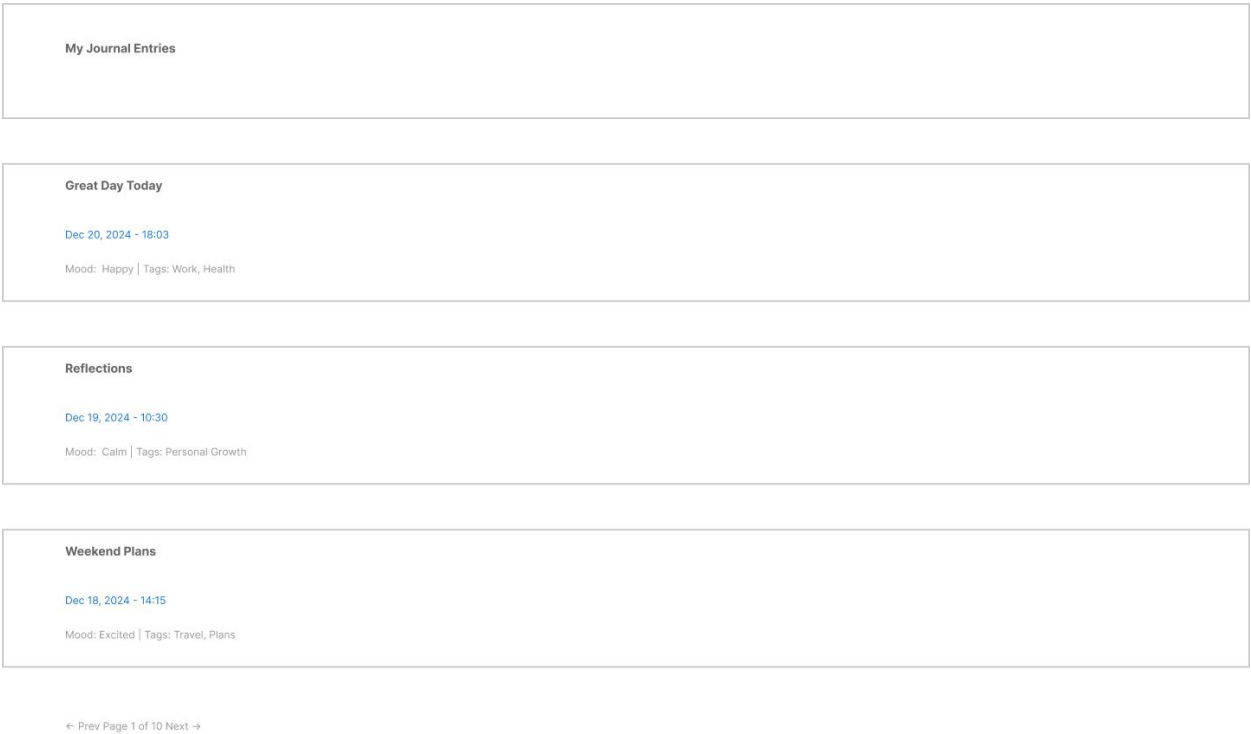 My Journal Entries
Great Day Today
Dec 20, 2024 - 18:03
Mood:  Happy | Tags: Work, Health
Reflections
Dec 19, 2024 - 10:30
Mood:  Calm | Tags: Personal Growth
Weekend Plans
Dec 18, 2024 - 14:15
Mood: Excited | Tags: Travel, Plans
← Prev Page 1 of 10 Next →